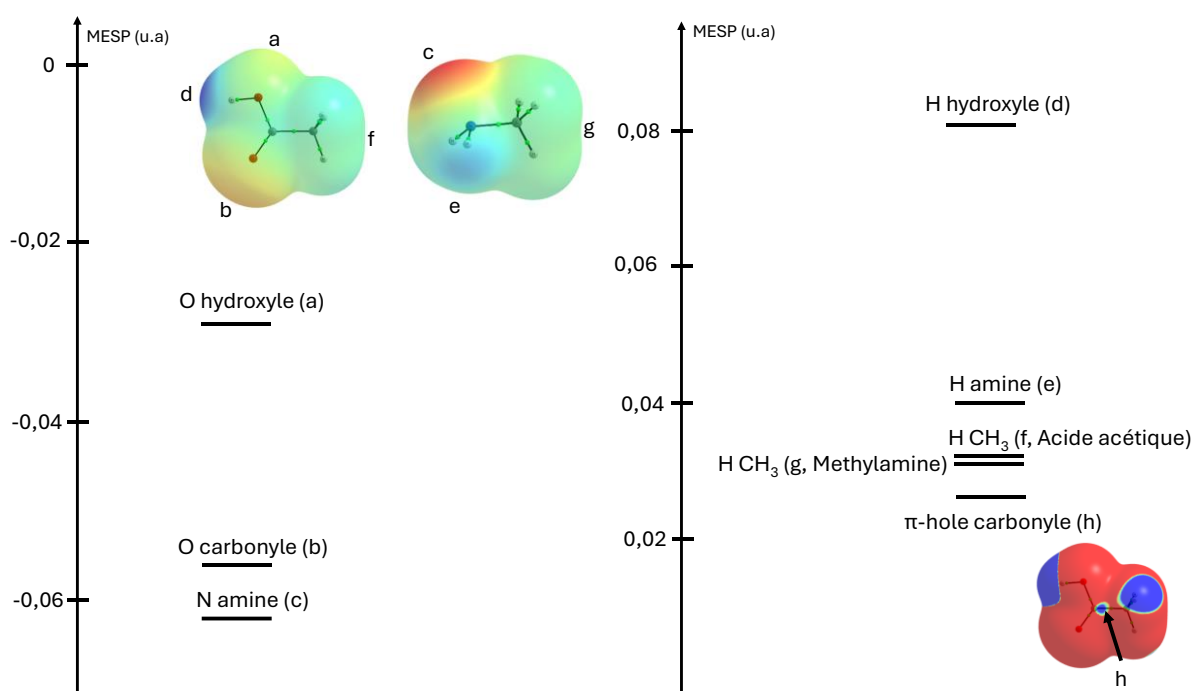 MESP (u.a)
0
-0,02
-0,04
-0,06
a
d
f
b
c
g
e
O hydroxyle (a)
O carbonyle (b)
N amine (c)
MESP (u.a)
0,08
0,06
0,04
0,02
H hydroxyle (d)
H amine (e)
H CH₃ (f, Acide acétique)
H CH₃ (g, Methylamine)
π-hole carbonyle (h)
h